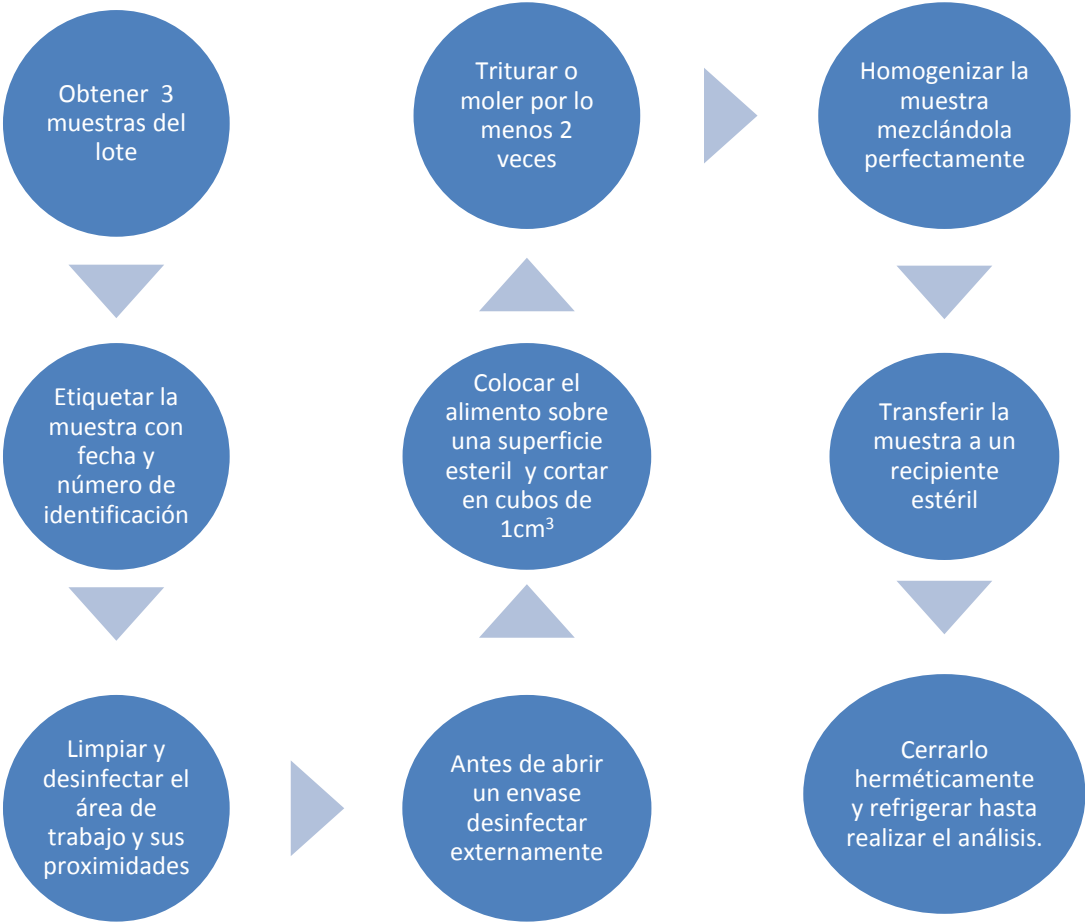 Obtener 3
muestras del
lote
Etiquetar la
muestra con
fecha y
número de
identificación
Limpiar y
desinfectar el
área de
trabajo y sus
proximidades
Antes de abrir
un envase
desinfectar
externamente
Colocar el
alimento sobre
una superficie
esteril y cortar
en cubos de
1cm³
Triturar o
moler por lo
menos 2
veces
Homogenizar la
muestra
mezclándola
perfectamente
Transferir la
muestra a un
recipiente
estéril
Cerrarlo
herméticamente
y refrigerar hasta
realizar el análisis.